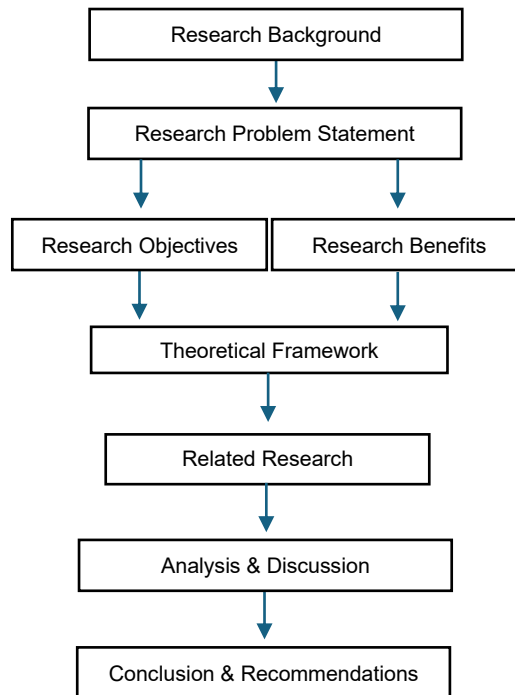 Research Background
Research Problem Statement
Research Objectives
Research Benefits
Theoretical Framework
Related Research
Analysis & Discussion
Conclusion & Recommendations